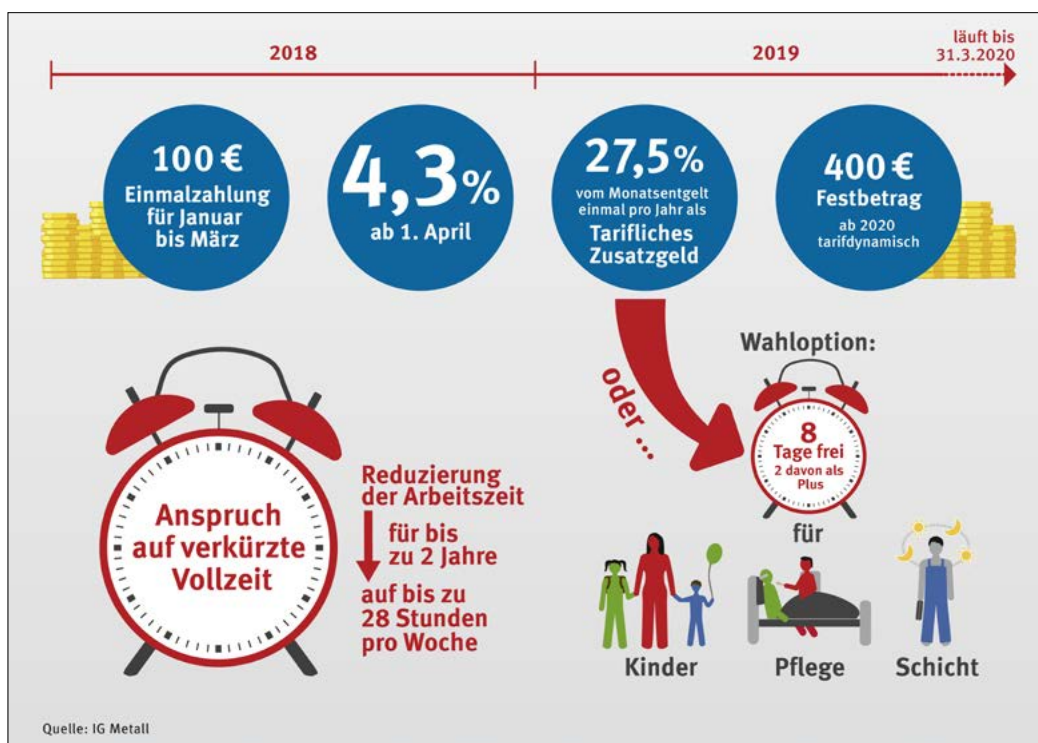 2018
2019
läuft bis
31.3.2020
100 €
Einmalzahlung
für Januar
bis März
4,3%
ab 1. April
27,5%
vom Monatsentgelt
einmal pro Jahr als
Tarifliches
Zusatzgeld
400 €
Festbetrag
ab 2020
tarifdynamisch
oder ...
Wahloption:
8
Tage frei
2 davon als
Plus
für
Kinder
Pflege
Schicht
Anspruch
auf verkürzte
Vollzeit
Reduzierung
der Arbeitszeit
für bis
zu 2 Jahre
auf bis zu
28 Stunden
pro Woche
Quelle: IG Metall